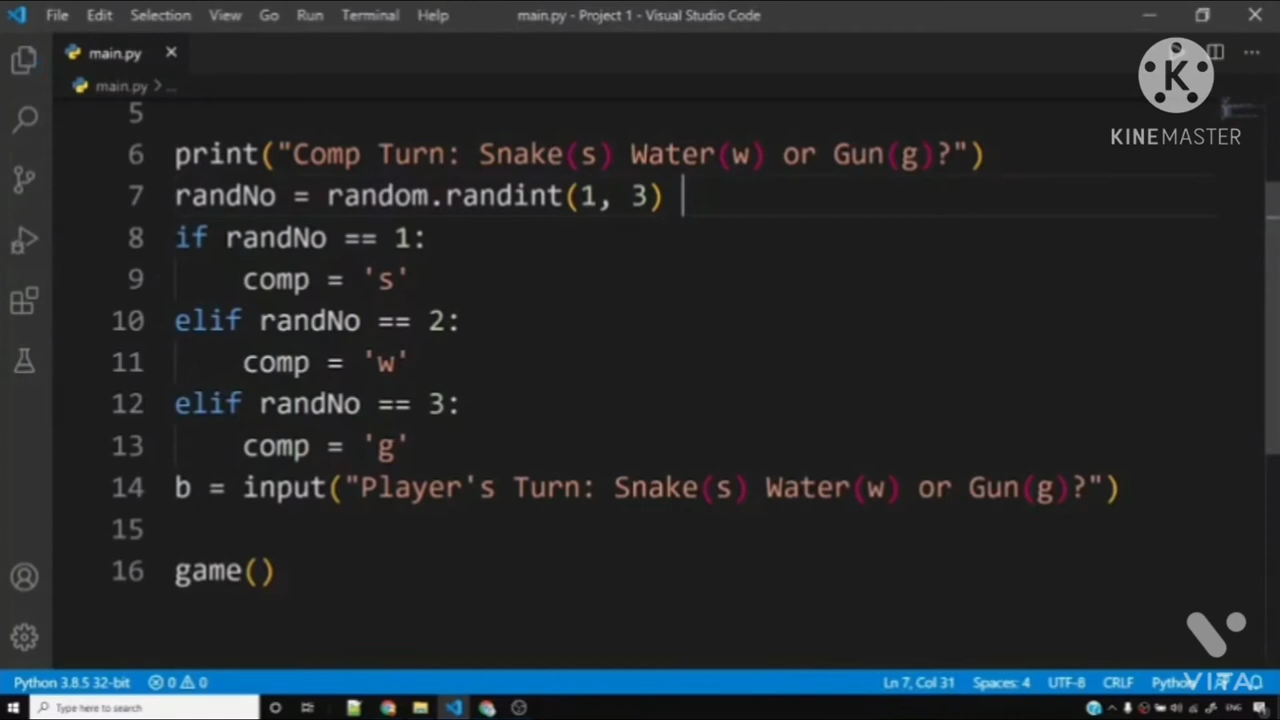 File Edit Selection View Go Run Terminal Help main.py - Project 1 - Visual Studio Code
main.py
K
main.py > ...
KINEMASTER
5
6 print("Comp Turn: Snake(s) Water(w) or Gun(g)?")
7 randNo = random.randint(1, 3)
8 if randNo == 1:
9 comp = 's'
10 elif randNo == 2:
11 comp = 'w'
12 elif randNo == 3:
13 comp = 'g'
14 b = input("Player's Turn: Snake(s) Water(w) or Gun(g)?")
15
16 game()
Python 3.8.5 32-bit 0 0 Ln 7, Col 31 Spaces: 4 UTF-8 CRLF Python
VITA
Type here to search ENG